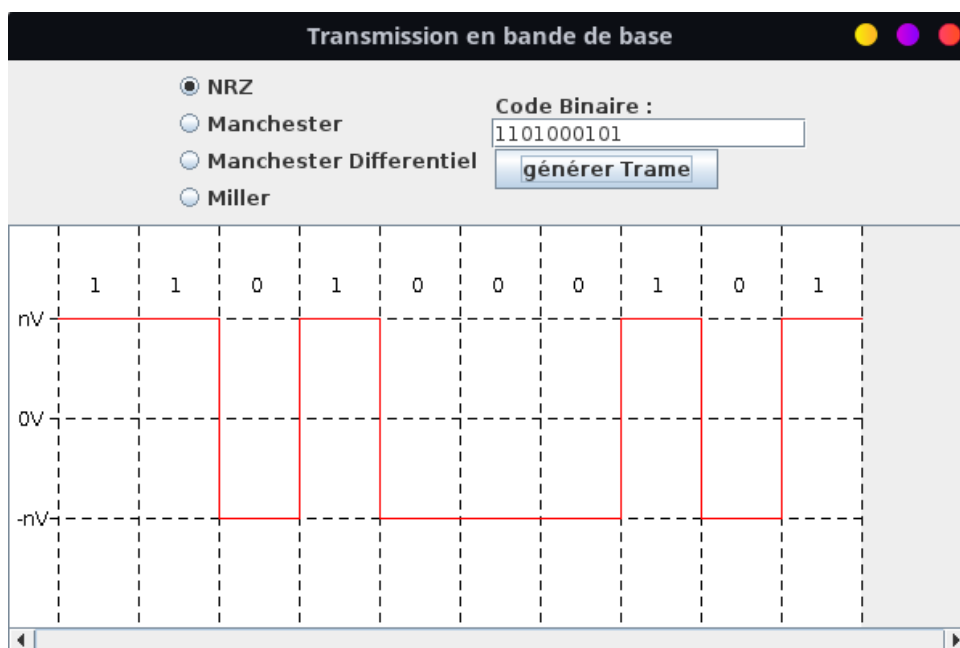 Transmission en bande de base
NRZ
Manchester
Manchester Differentiel
Miller
Code Binaire :
1101000101
générer Trame
1 1 0 1 0 0 0 1 0 1
nV
0V
-nV